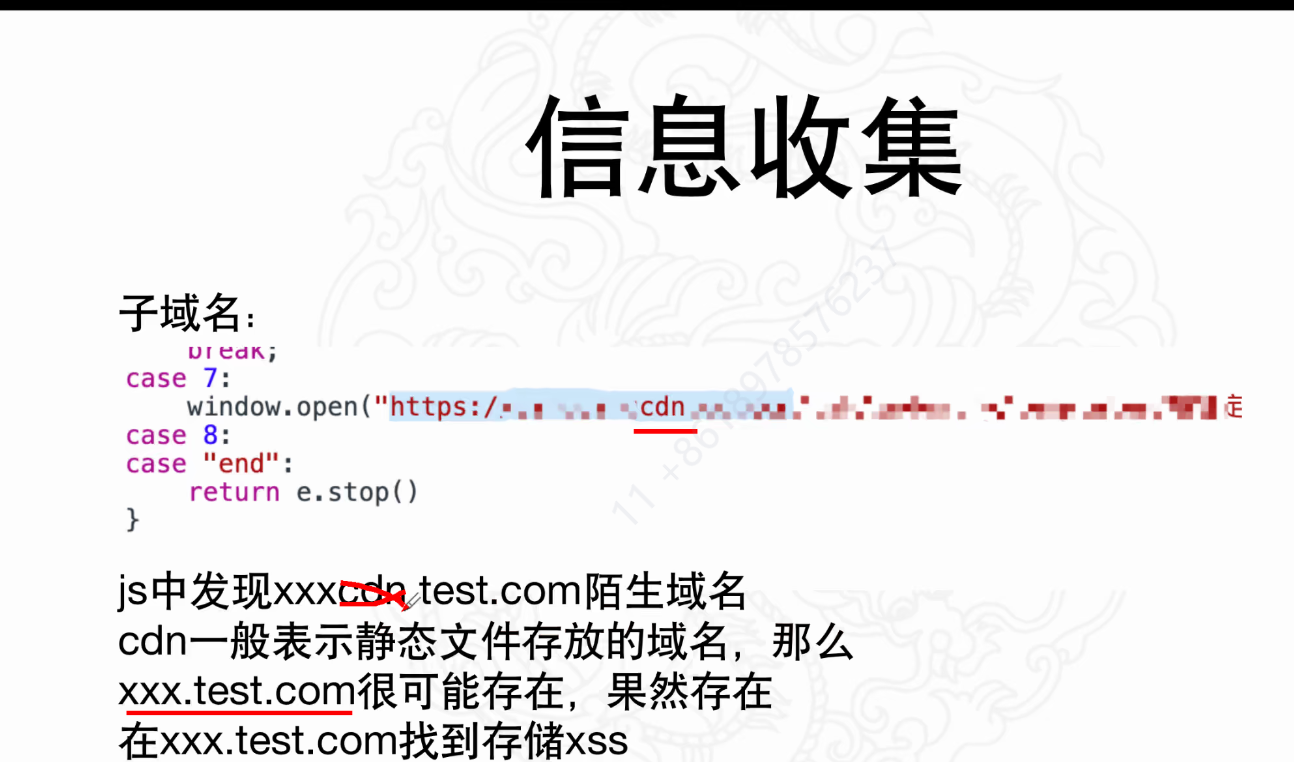 信息收集
子域名：
break;
case 7:
window.open("https:/ cdn
case 8:
case "end":
return e.stop()
}
js中发现xxxcdn.test.com陌生域名
cdn一般表示静态文件存放的域名，那么
xxx.test.com很可能存在，果然存在
在xxx.test.com找到存储xss
11 +8618978576237